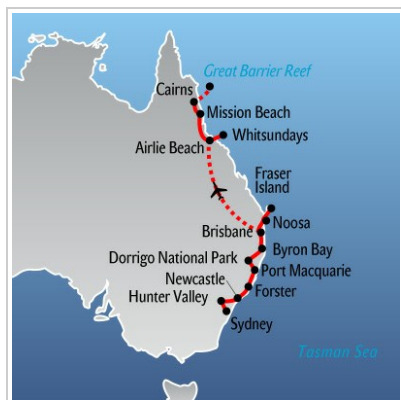 Great Barrier Reef
Cairns
Mission Beach
Whitsundays
Airlie Beach
Fraser
Island
Noosa
Brisbane
Byron Bay
Dorrigo National Park
Port Macquarie
Newcastle
Forster
Hunter Valley
Sydney
Tasman Sea